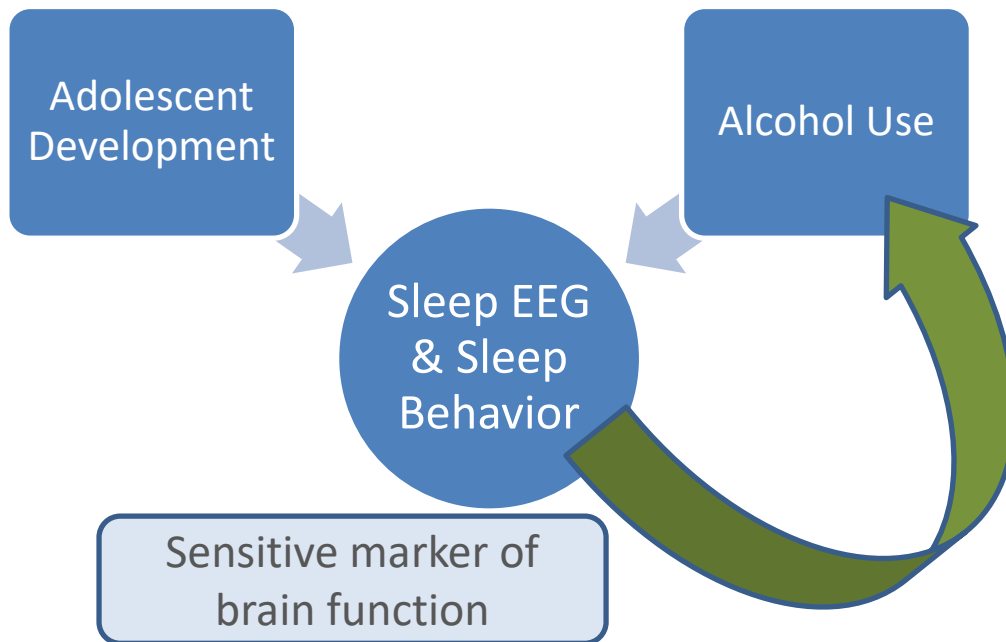 Adolescent
Development
Alcohol Use
Sleep EEG
& Sleep
Behavior
Sensitive marker of
brain function